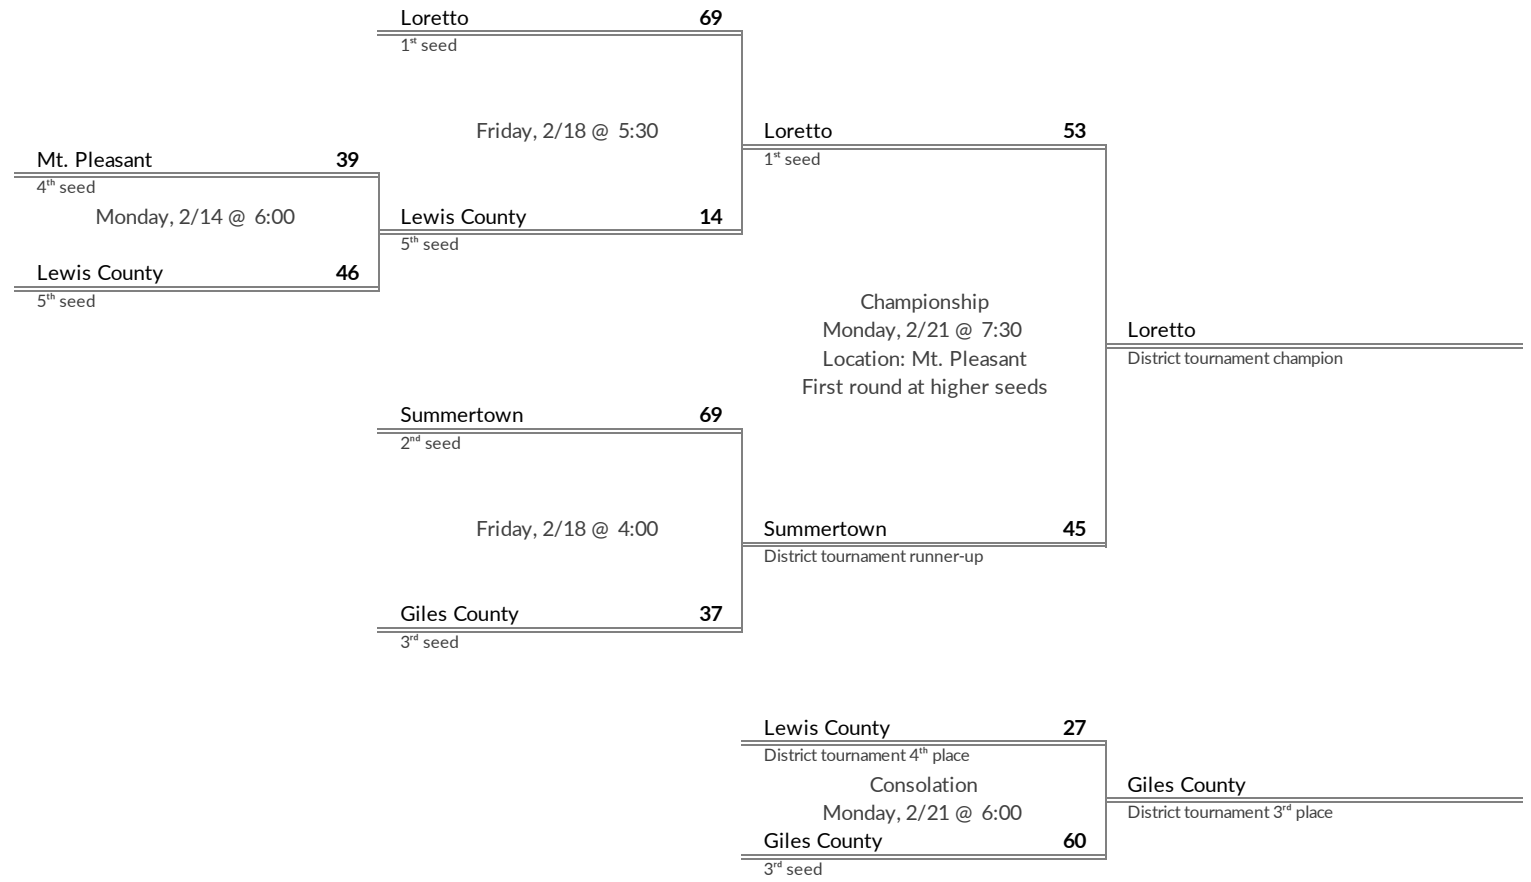 Loretto 69
1st seed
Friday, 2/18 @ 5:30
Loretto 53
1st seed
Mt. Pleasant 39
4th seed
Monday, 2/14 @ 6:00
Lewis County 14
5th seed
Lewis County 46
5th seed
Championship
Monday, 2/21 @ 7:30
Location: Mt. Pleasant
First round at higher seeds
Loretto
District tournament champion
Summertown 69
2nd seed
Friday, 2/18 @ 4:00
Summertown 45
District tournament runner-up
Giles County 37
3rd seed
Lewis County 27
District tournament 4th place
Consolation
Monday, 2/21 @ 6:00
Giles County
District tournament 3rd place
Giles County 60
3rd seed